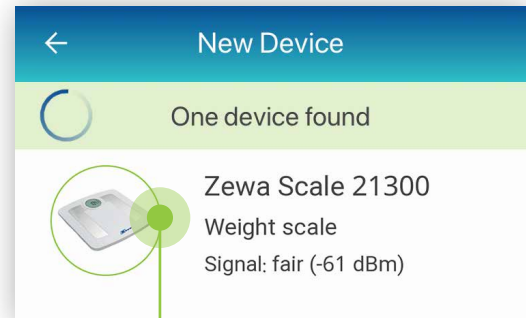 New Device
One device found
Zewa Scale 21300
Weight scale
Signal: fair (-61 dBm)